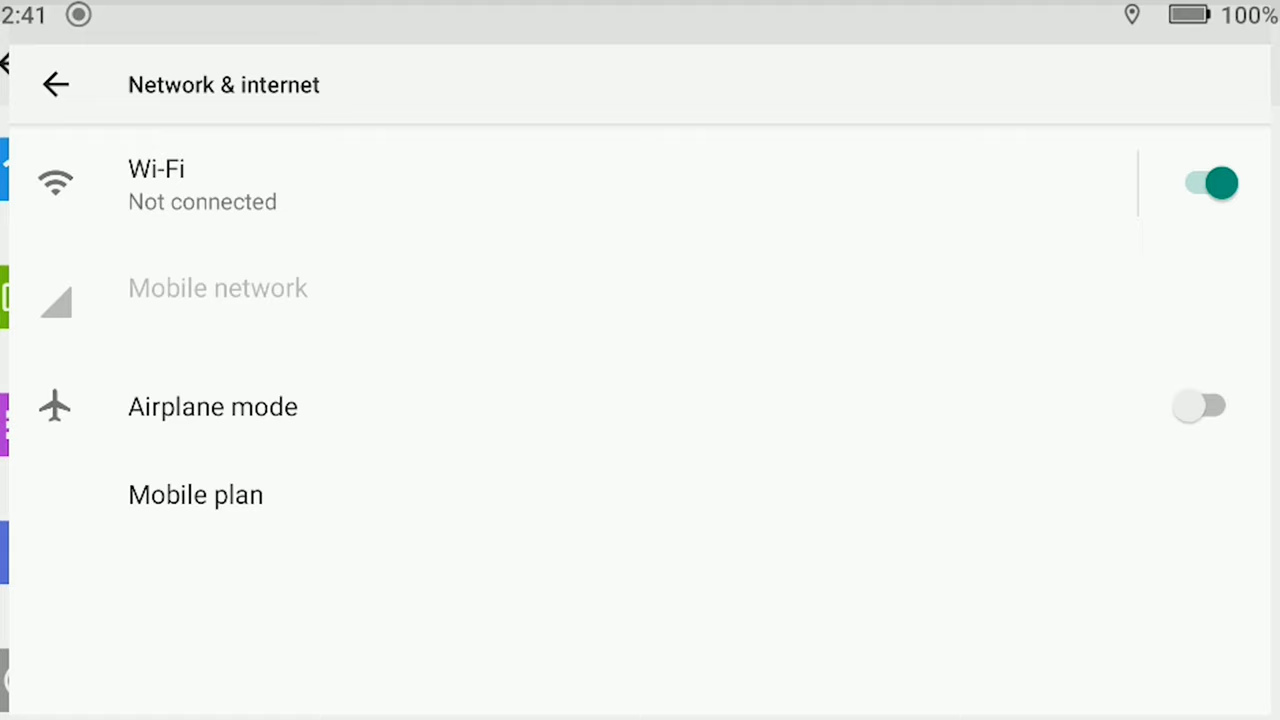 2:41
100%
Network & internet
Wi-Fi
Not connected
Mobile network
Airplane mode
Mobile plan